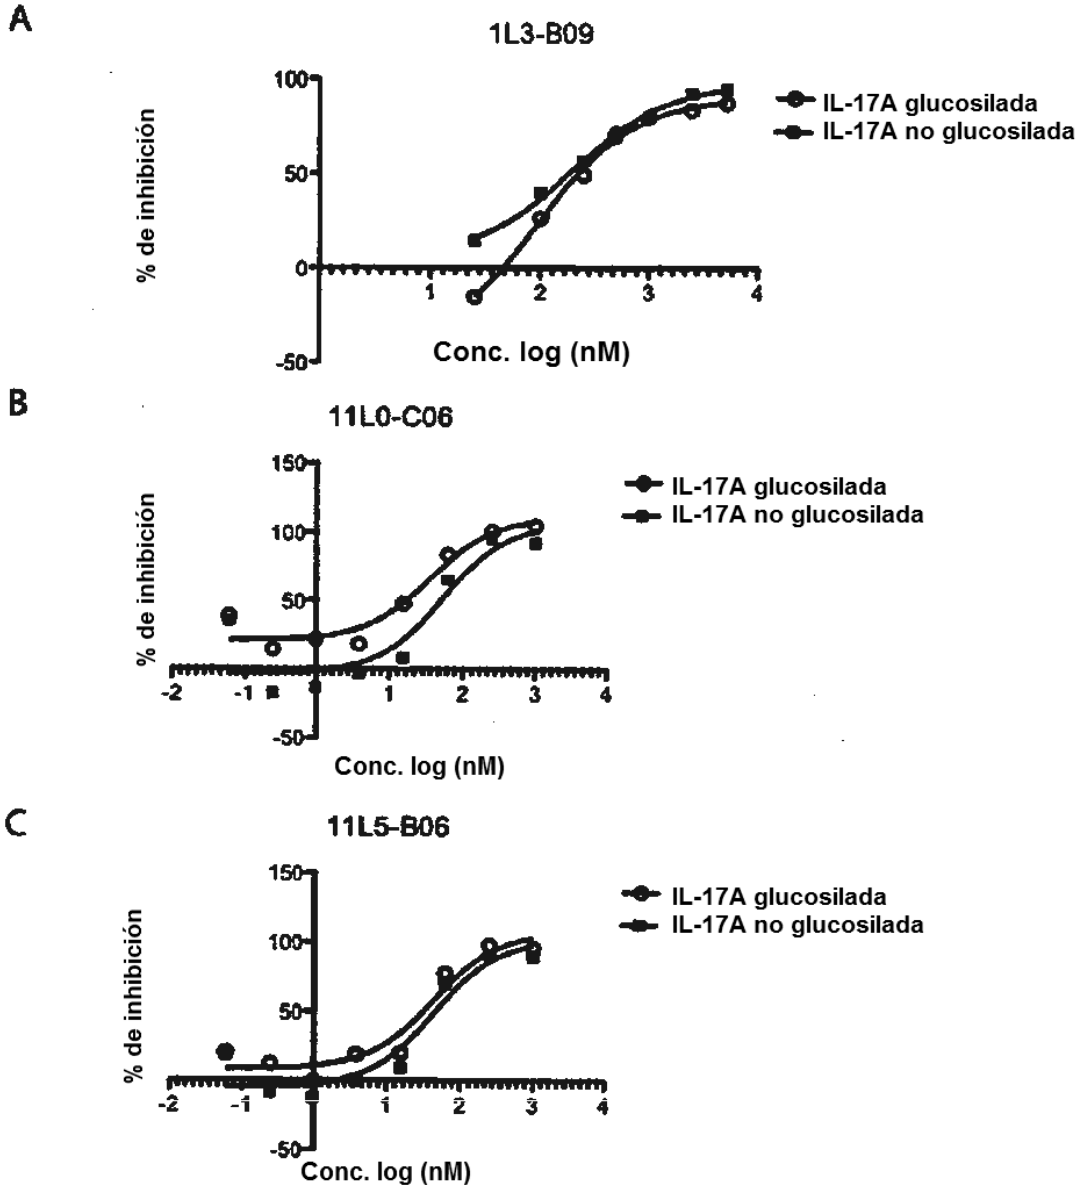 A
1L3-B09
% de inhibición
100
50
0
-50
1 2 3 4
Conc. log (nM)
IL-17A glucosilada
IL-17A no glucosilada
B
11L0-C06
% de inhibición
150
100
50
-50
-2 -1 1 2 3 4
Conc. log (nM)
IL-17A glucosilada
IL-17A no glucosilada
C
11L5-B06
% de inhibición
150
100
50
-50
-2 -1 1 2 3 4
Conc. log (nM)
IL-17A glucosilada
IL-17A no glucosilada